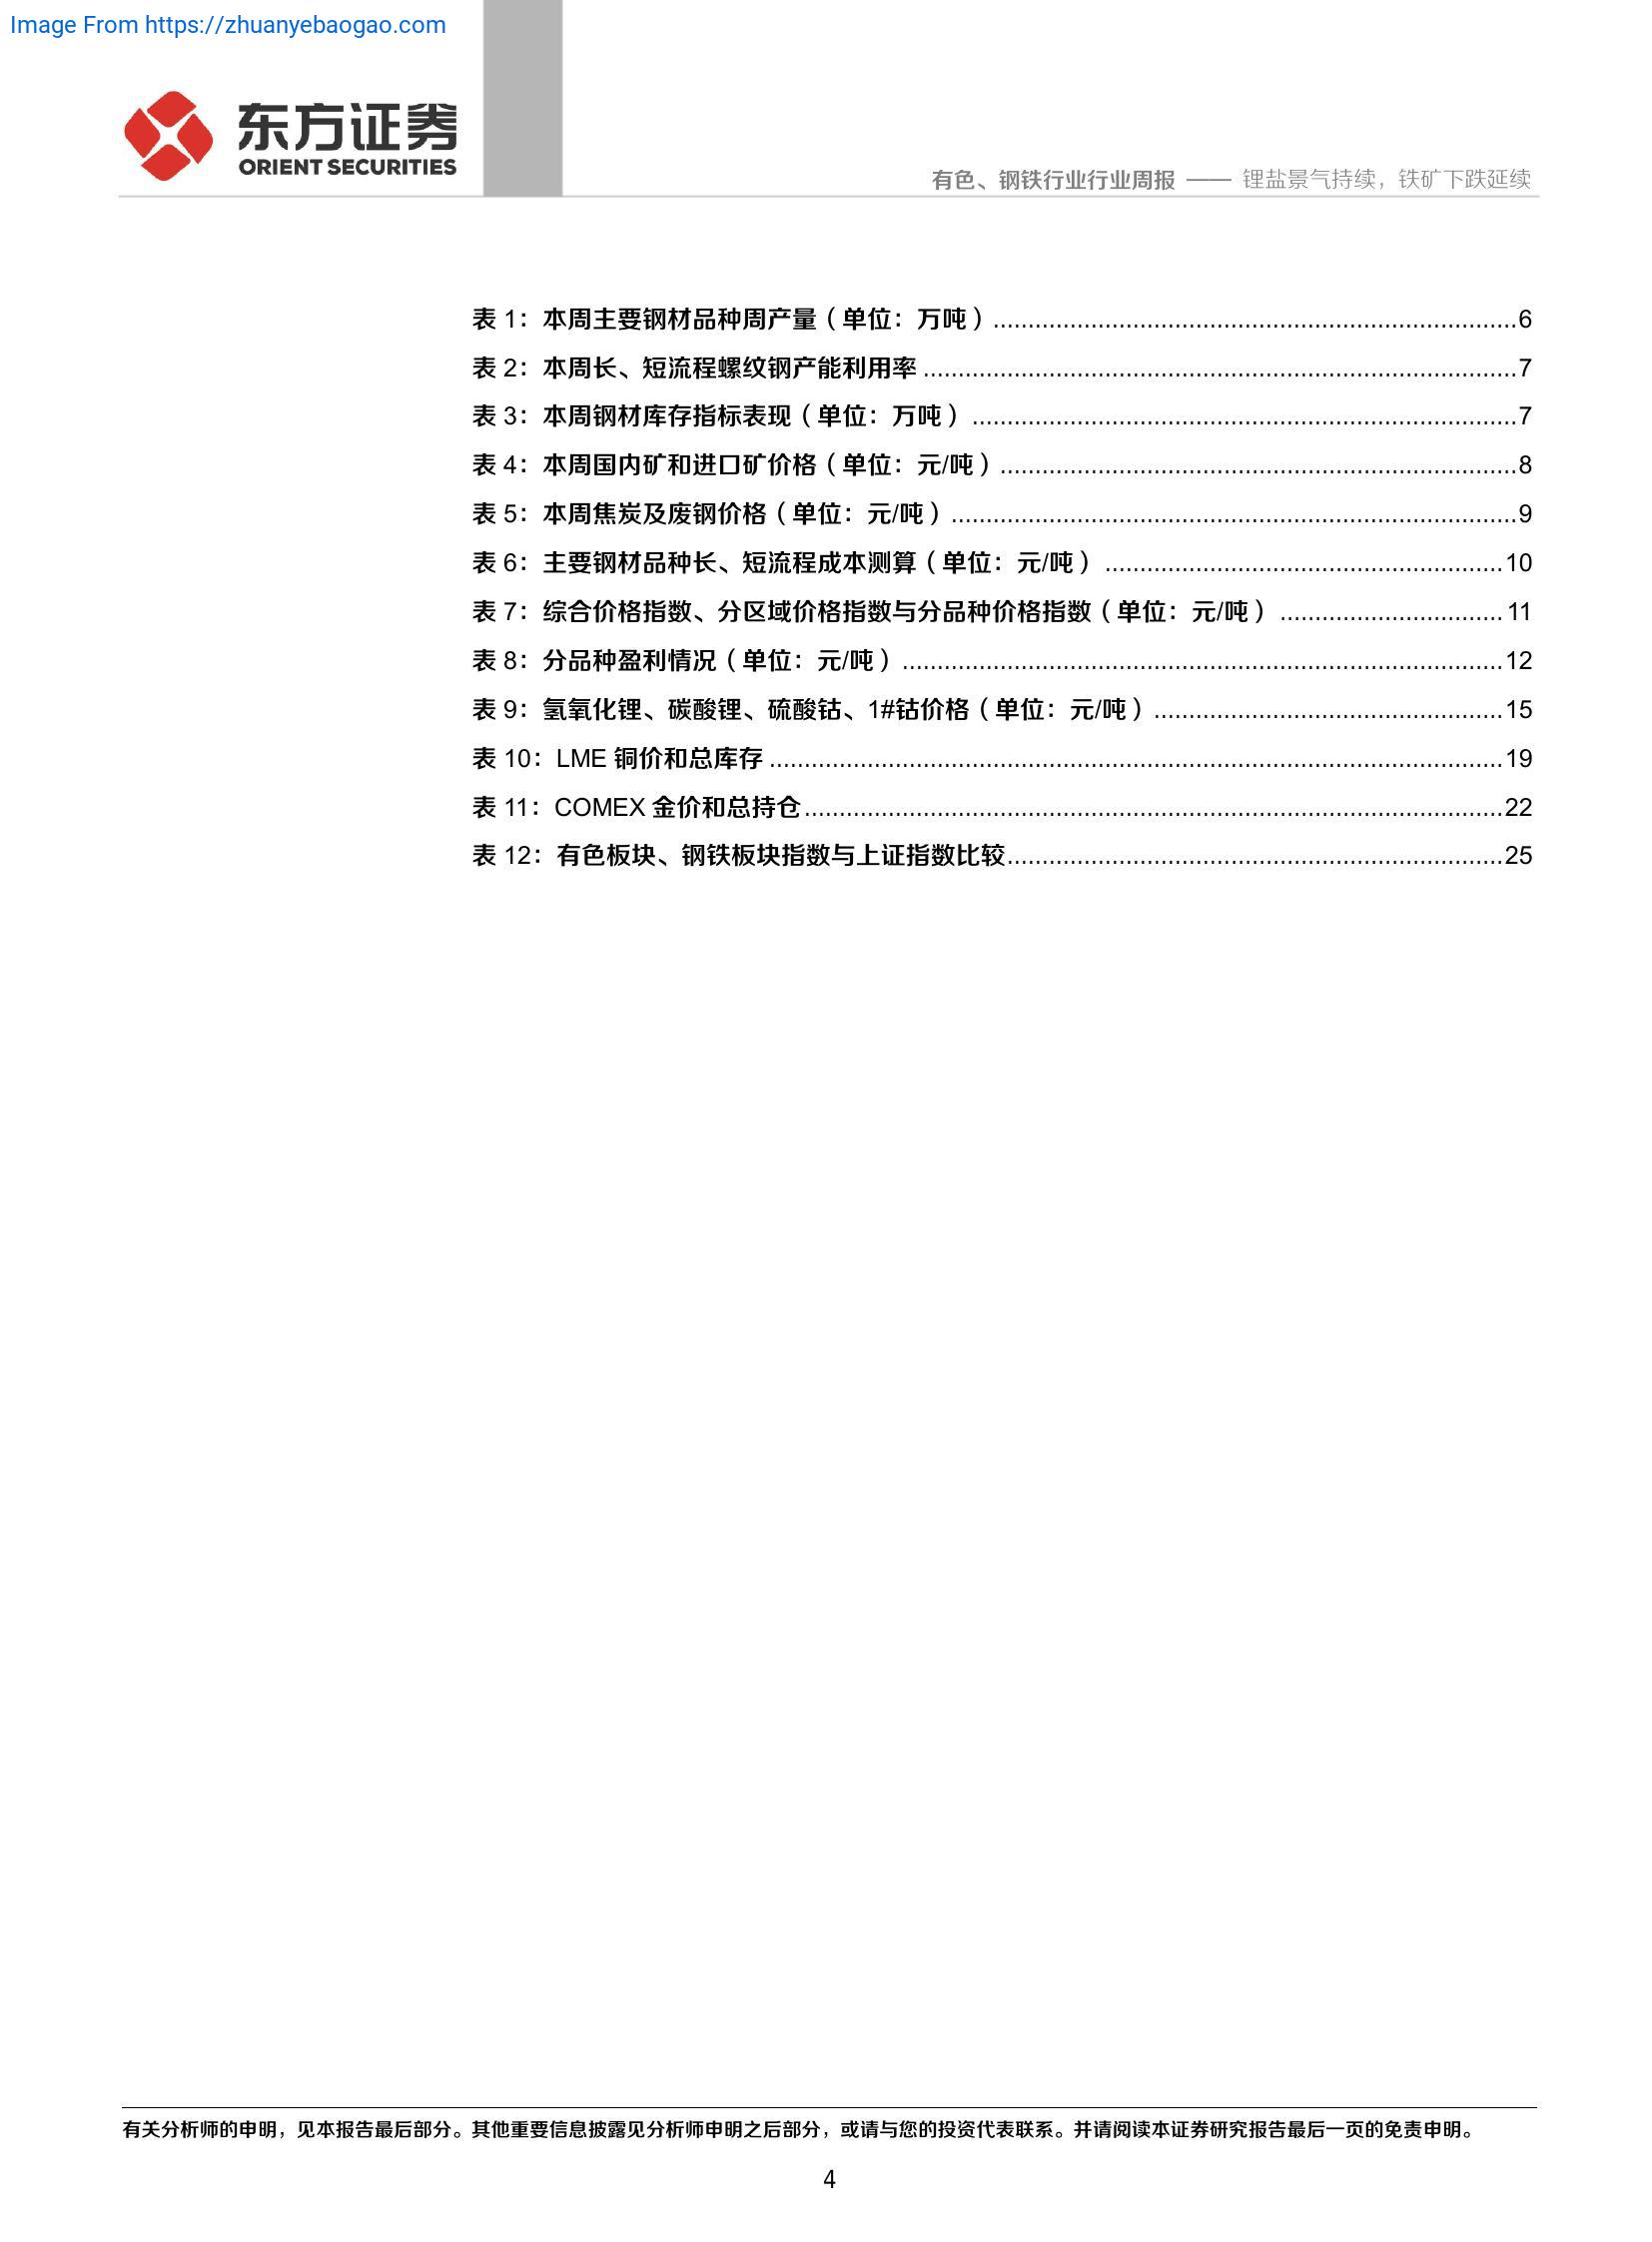 Image From https://zhuanyebaogao.com
东方证券
ORIENT SECURITIES
有色、钢铁行业行业周报 —— 锂盐景气持续，铁矿下跌延续
表 1：本周主要钢材品种周产量（单位：万吨）...........................................................................6
表 2：本周长、短流程螺纹钢产能利用率 .....................................................................................7
表 3：本周钢材库存指标表现（单位：万吨）..............................................................................7
表 4：本周国内矿和进口矿价格（单位：元/吨）..........................................................................8
表 5：本周焦炭及废钢价格（单位：元/吨）.................................................................................9
表 6：主要钢材品种长、短流程成本测算（单位：元/吨）.........................................................10
表 7：综合价格指数、分区域价格指数与分品种价格指数（单位：元/吨）................................11
表 8：分品种盈利情况（单位：元/吨）......................................................................................12
表 9：氢氧化锂、碳酸锂、硫酸钴、1#钴价格（单位：元/吨）..................................................15
表 10：LME 铜价和总库存 .........................................................................................................19
表 11：COMEX 金价和总持仓....................................................................................................22
表 12：有色板块、钢铁板块指数与上证指数比较.......................................................................25
有关分析师的申明，见本报告最后部分。其他重要信息披露见分析师申明之后部分，或请与您的投资代表联系。并请阅读本证券研究报告最后一页的免责申明。
4